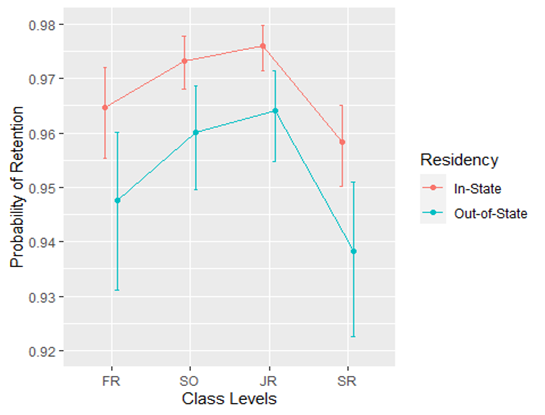 0.98
0.97
0.96
0.95
0.94
0.93
0.92
Probability of Retention
FR SO JR SR
Class Levels
Residency
In-State
Out-of-State